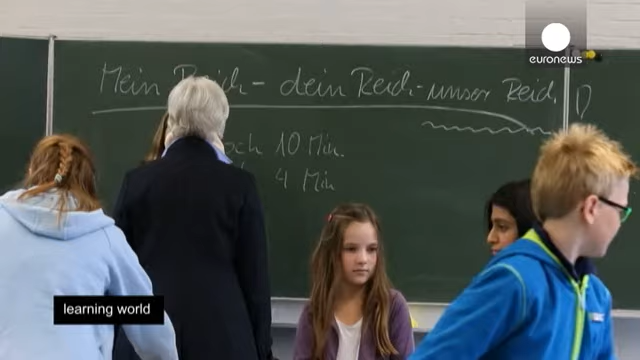 euronews
Mein Reich - dein Reich - unser Reich
10 Min.
4 Min
learning world